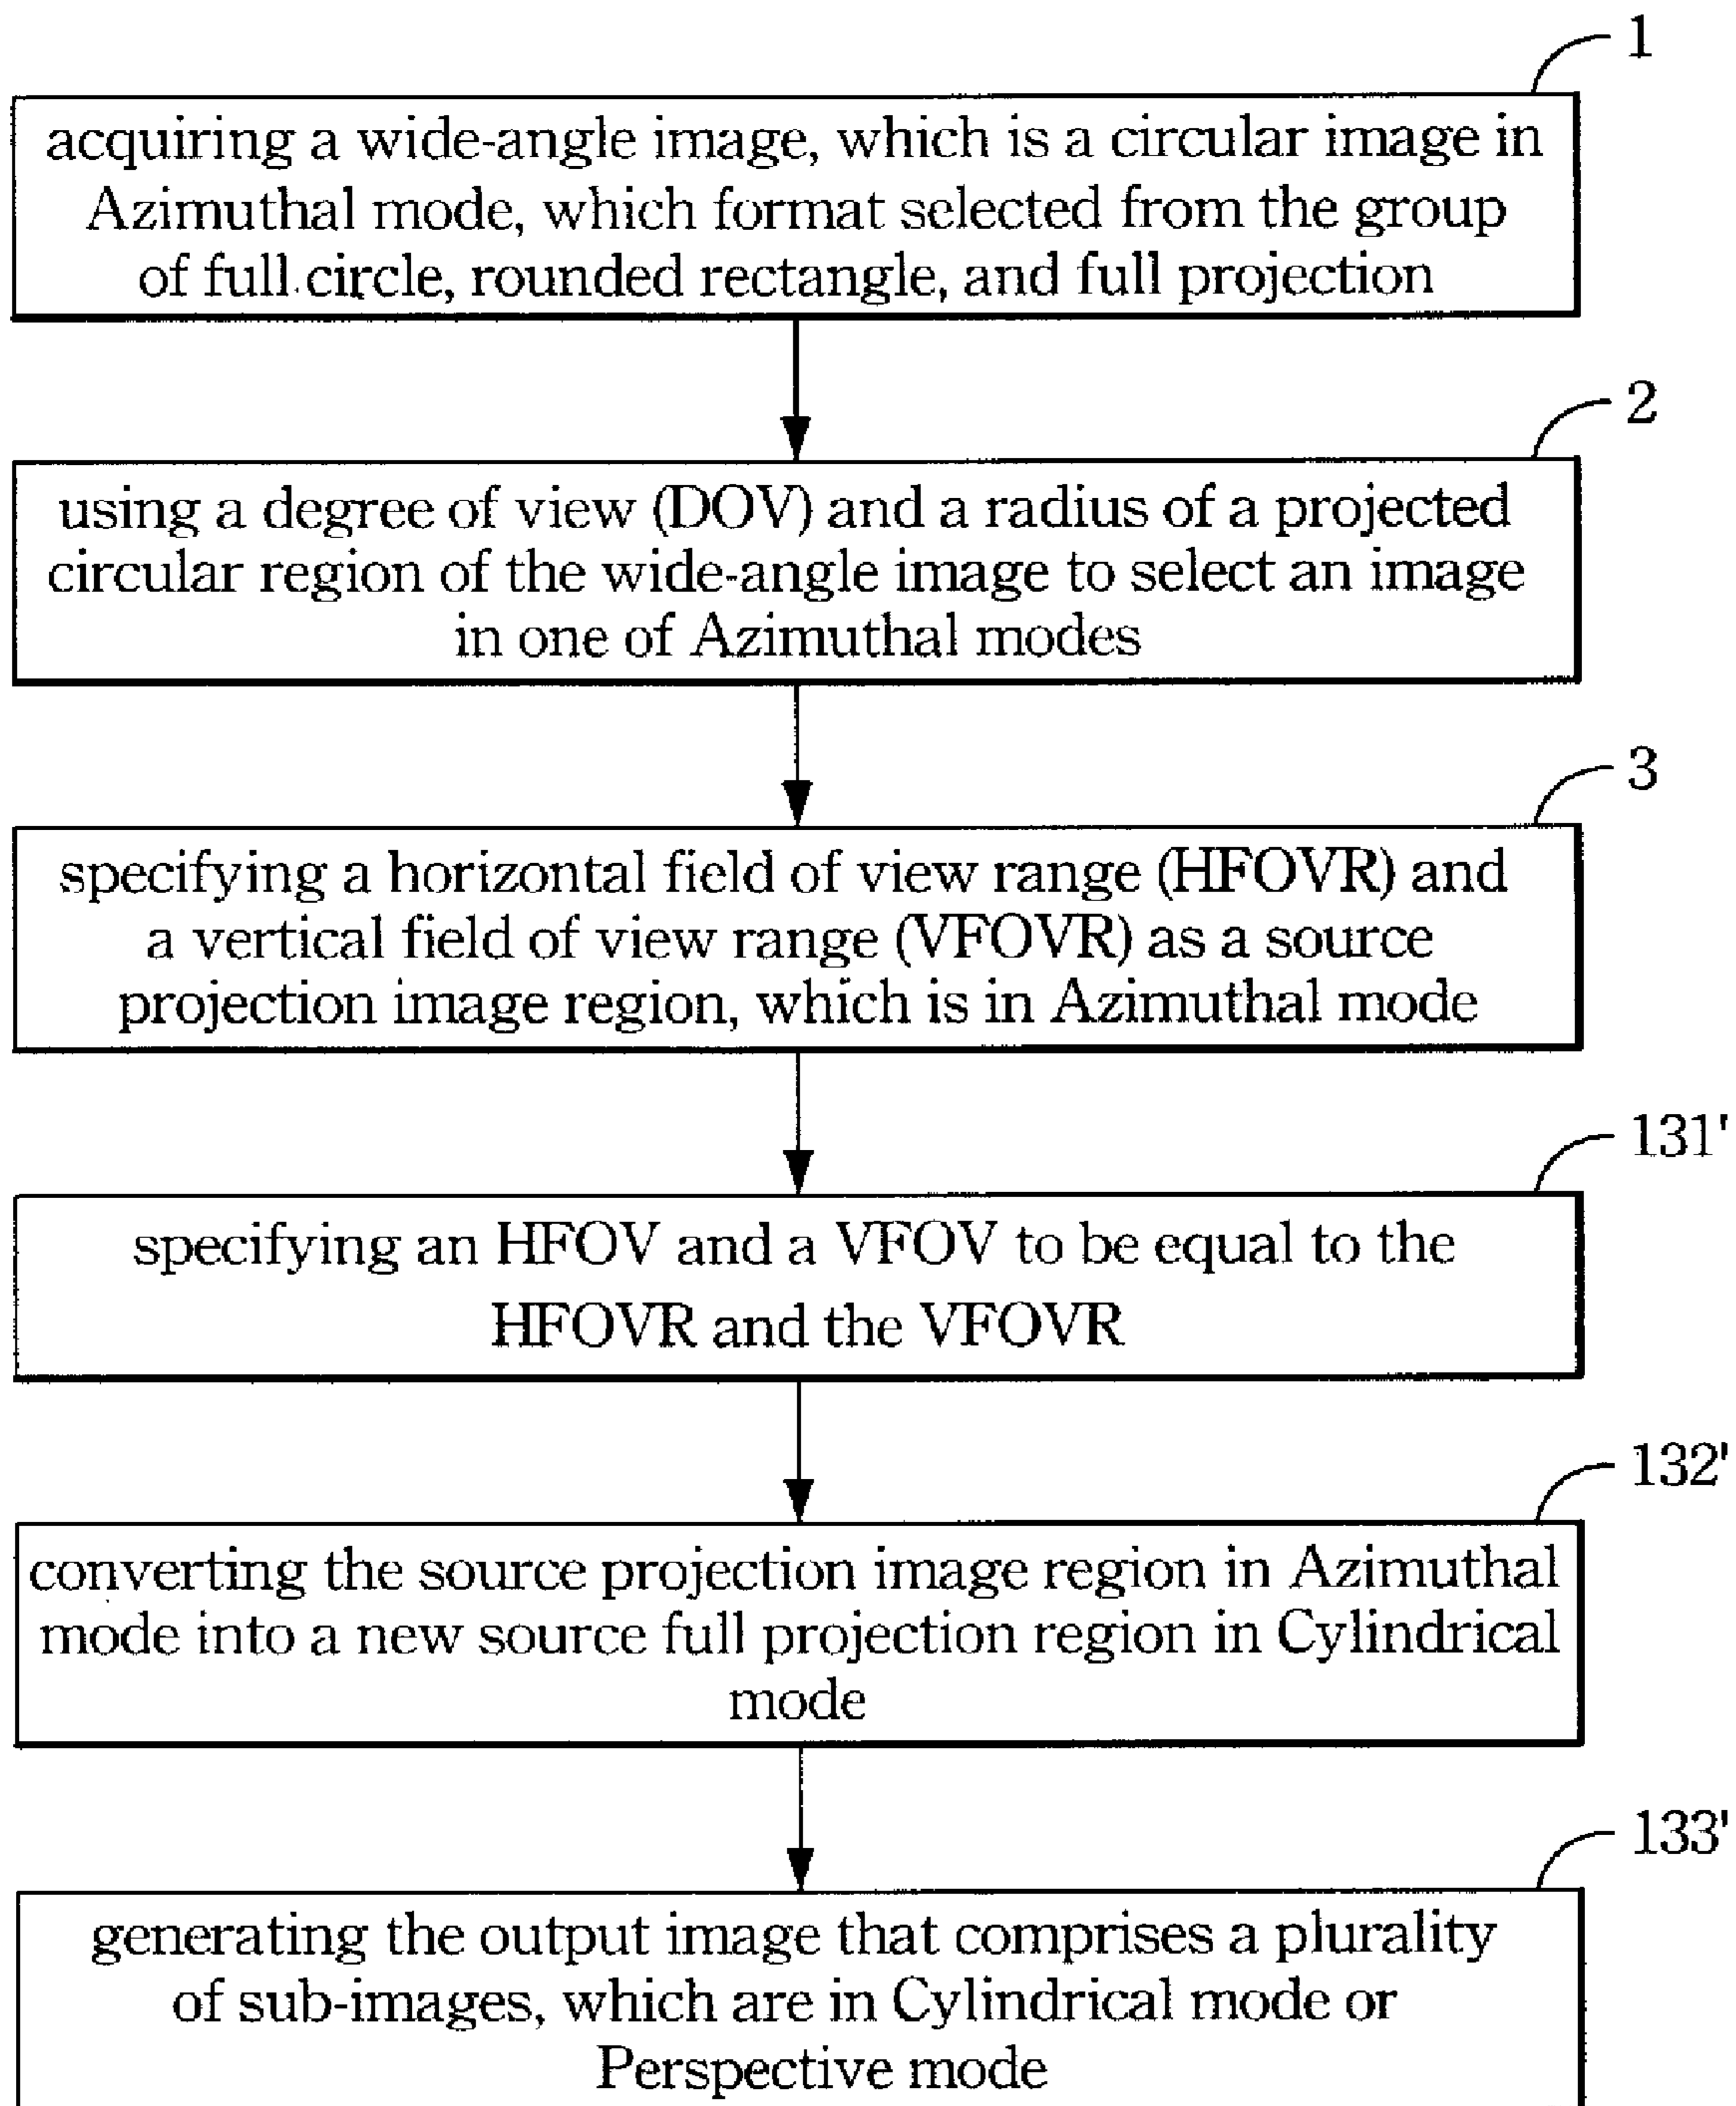 1
acquiring a wide-angle image, which is a circular image in
Azimuthal mode, which format selected from the group
of full circle, rounded rectangle, and full projection
2
using a degree of view (DOV) and a radius of a projected
circular region of the wide-angle image to select an image
in one of Azimuthal modes
3
specifying a horizontal field of view range (HFOVR) and
a vertical field of view range (VFOVR) as a source
projection image region, which is in Azimuthal mode
131'
specifying an HFOV and a VFOV to be equal to the
HFOVR and the VFOVR
132'
converting the source projection image region in Azimuthal
mode into a new source full projection region in Cylindrical
mode
133'
generating the output image that comprises a plurality
of sub-images, which are in Cylindrical mode or
Perspective mode